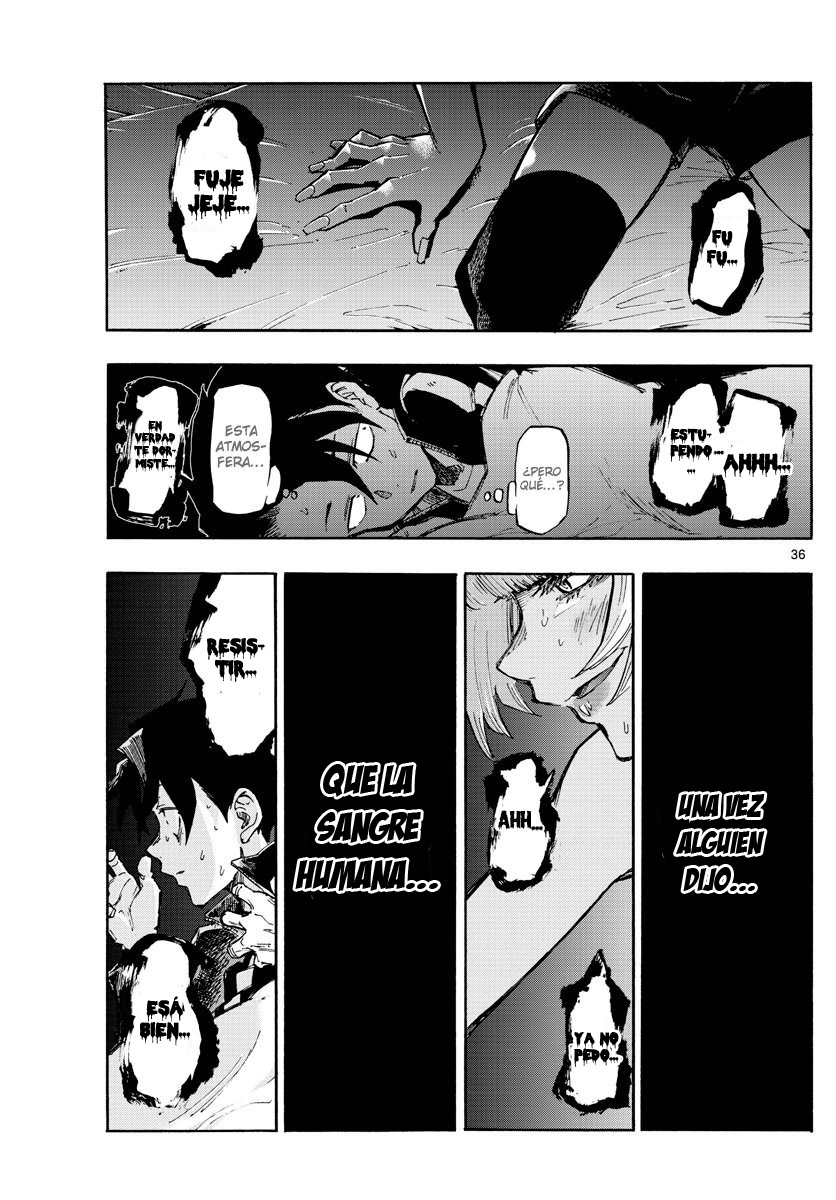 FU
FU...
FUJE
JEJE...
AHHH...
ESTU-
PENDO...
...
¿PERO
QUÉ...?
ESTA
ATMOS-
FERA...
EN
VERDAD
TE DOR-
MISTE...
36
UNA VEZ
ALGUIEN
DIJO...
AHH...
YA NO
PEDO...
QUE LA
SANGRE
HUMANA...
RESIS-
TIR...
ESÁ
BIEN...